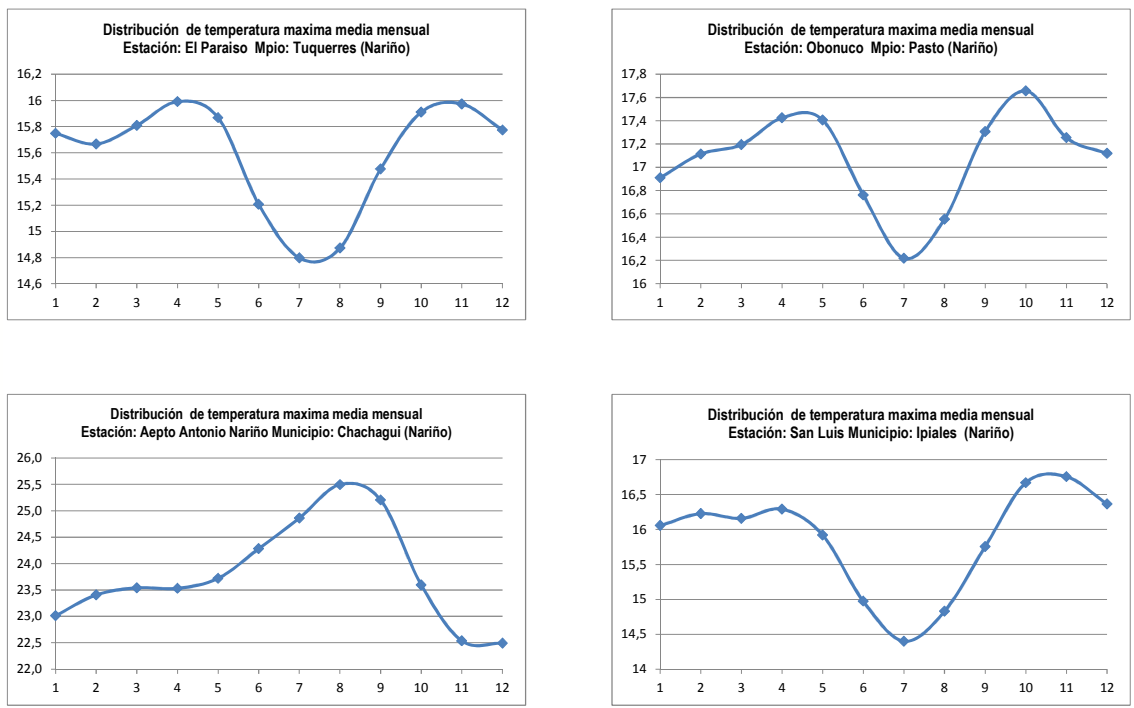 Distribución de temperatura maxima media mensual
Estación: El Paraiso Mpio: Tuquerres (Nariño)
16,2
16
15,8
15,6
15,4
15,2
15
14,8
14,6
1 2 3 4 5 6 7 8 9 10 11 12
Distribución de temperatura maxima media mensual
Estación: Obonuco Mpio: Pasto (Nariño)
17,8
17,6
17,4
17,2
17
16,8
16,6
16,4
16,2
16
1 2 3 4 5 6 7 8 9 10 11 12
Distribución de temperatura maxima media mensual
Estación: Aepto Antonio Nariño Municipio: Chachagui (Nariño)
26,0
25,5
25,0
24,5
24,0
23,5
23,0
22,5
22,0
1 2 3 4 5 6 7 8 9 10 11 12
Distribución de temperatura maxima media mensual
Estación: San Luis Municipio: Ipiales (Nariño)
17
16,5
16
15,5
15
14,5
14
1 2 3 4 5 6 7 8 9 10 11 12